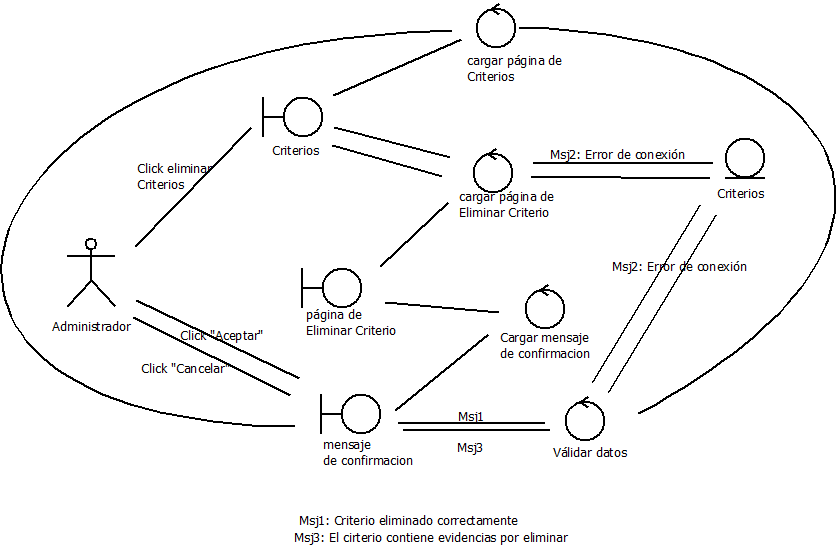 cargar página de
Criterios
Criterios
Click eliminar
Criterios
Msj2: Error de conexión
cargar página de
Eliminar Criterio
Criterios
Msj2: Error de conexión
Administrador
página de
Eliminar Criterio
Click "Aceptar"
Cargar mensaje
de confirmacion
Click "Cancelar"
Msj1
mensaje
de confirmacion
Msj3
Válidar datos
Msj1: Criterio eliminado correctamente
Msj3: El cirterio contiene evidencias por eliminar